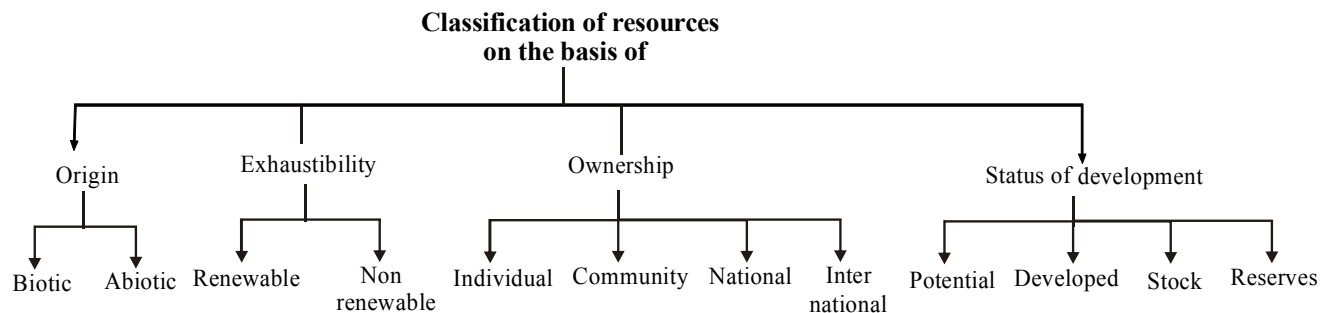 Classification of resources
on the basis of
Origin
Exhaustibility
Ownership
Status of development
Biotic
Abiotic
Renewable
Non
renewable
Individual
Community
National
Inter
national
Potential
Developed
Stock
Reserves